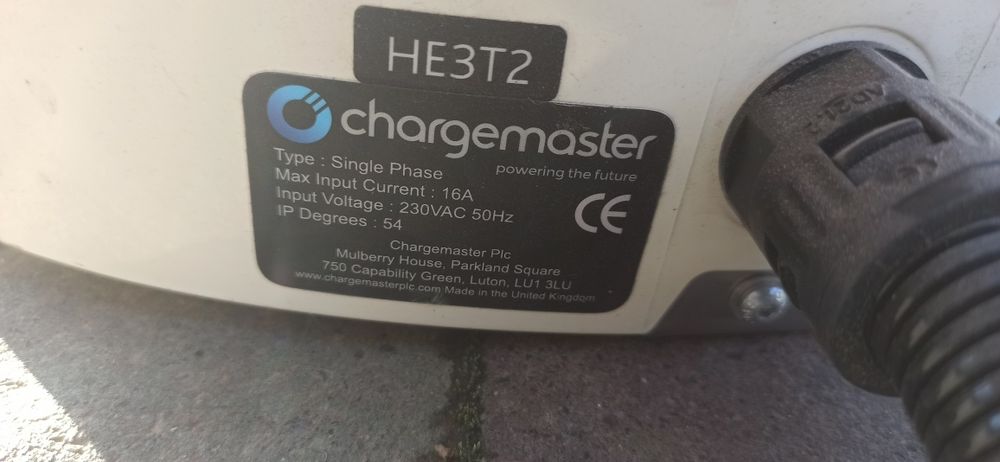 HE3T2
chargemaster
powering the future
Type : Single Phase
Max Input Current : 16A
Input Voltage : 230VAC 50Hz
IP Degrees : 54
CE
Chargemaster Plc
Mulberry House, Parkland Square
750 Capability Green, Luton, LU1 3LU
www.chargemasterplc.com Made in the United Kingdom